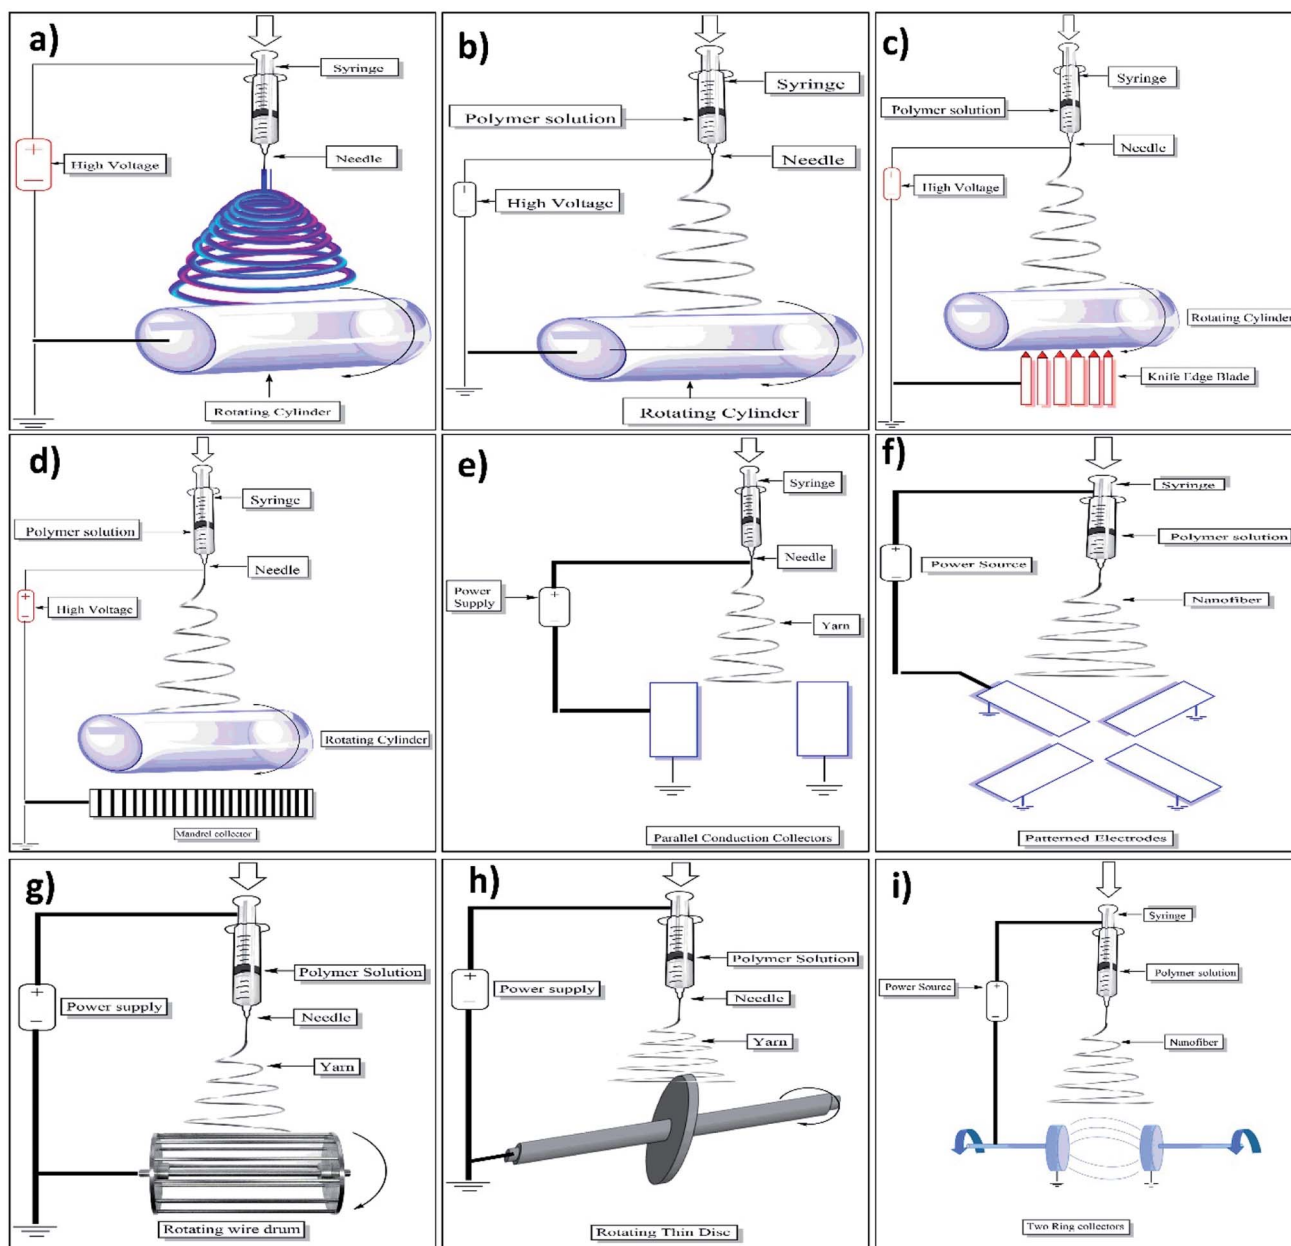 a)
Syringe
+
High Voltage
−
Needle
Rotating Cylinder
b)
Syringe
Polymer solution
Needle
High Voltage
Rotating Cylinder
c)
Syringe
Polymer solution
Needle
High Voltage
Rotating Cylinder
Knife Edge Blade
d)
Syringe
Polymer solution
Needle
+
High Voltage
−
Rotating Cylinder
Mandrel collector
e)
Syringe
Needle
Power
Supply
+
−
Yarn
Parallel Conduction Collectors
f)
Syringe
Polymer solution
+
Power Source
−
Nanofiber
Patterned Electrodes
g)
Polymer Solution
+
Power supply
−
Needle
Yarn
Rotating wire drum
h)
Polymer Solution
+
Power supply
−
Needle
Yarn
Rotating Thin Disc
i)
Syringe
Polymer solution
Power Source
+
−
Nanofiber
Two Ring collectors